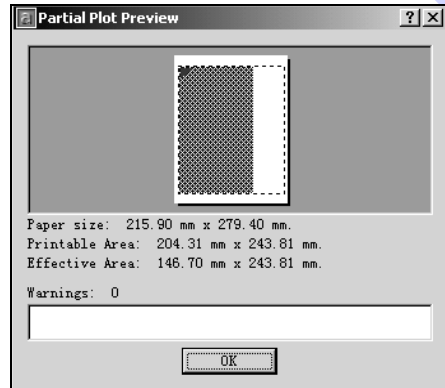 Partial Plot Preview
Paper size: 215.90 mm x 279.40 mm.
Printable Area: 204.31 mm x 243.81 mm.
Effective Area: 146.70 mm x 243.81 mm.
Warnings: 0
OK